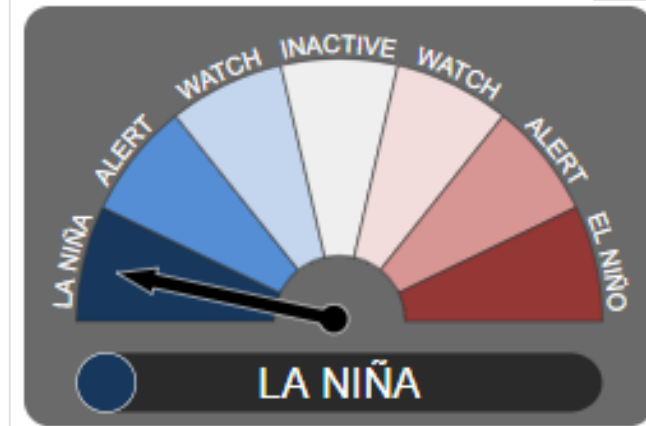 LA NIÑA
ALERT
WATCH
INACTIVE
WATCH
ALERT
EL NIÑO
LA NIÑA